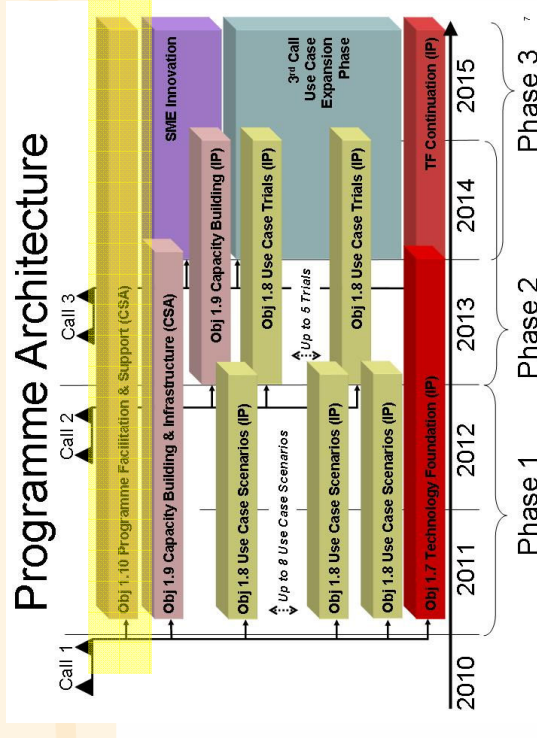 Programme Architecture
Call 1
Call 2
Call 3
Obj 1.10 Programme Facilitation & Support (CSA)
Obj 1.9 Capacity Building & Infrastructure (CSA)
SME Innovation
Obj 1.9 Capacity Building (IP)
Obj 1.8 Use Case Scenarios (IP)
Obj 1.8 Use Case Trials (IP)
3rd Call
Use Case
Expansion
Phase
Up to 8 Use Case Scenarios
Up to 5 Trials
Obj 1.8 Use Case Scenarios (IP)
Obj 1.8 Use Case Trials (IP)
Obj 1.8 Use Case Scenarios (IP)
Obj 1.7 Technology Foundation (IP)
TF Continuation (IP)
2010
2011
2012
2013
2014
2015
Phase 1
Phase 2
Phase 3
7